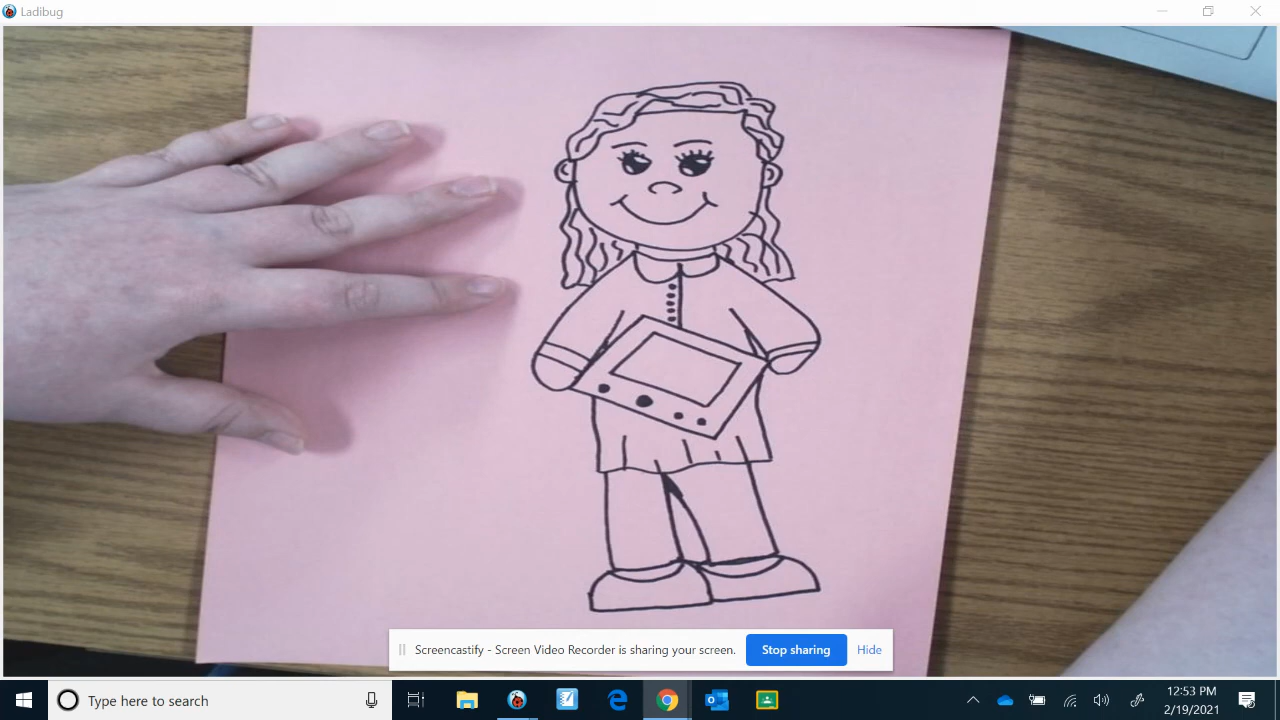 Ladibug
Screencastify - Screen Video Recorder is sharing your screen.
Stop sharing
Hide
Type here to search
12:53 PM
2/19/2021